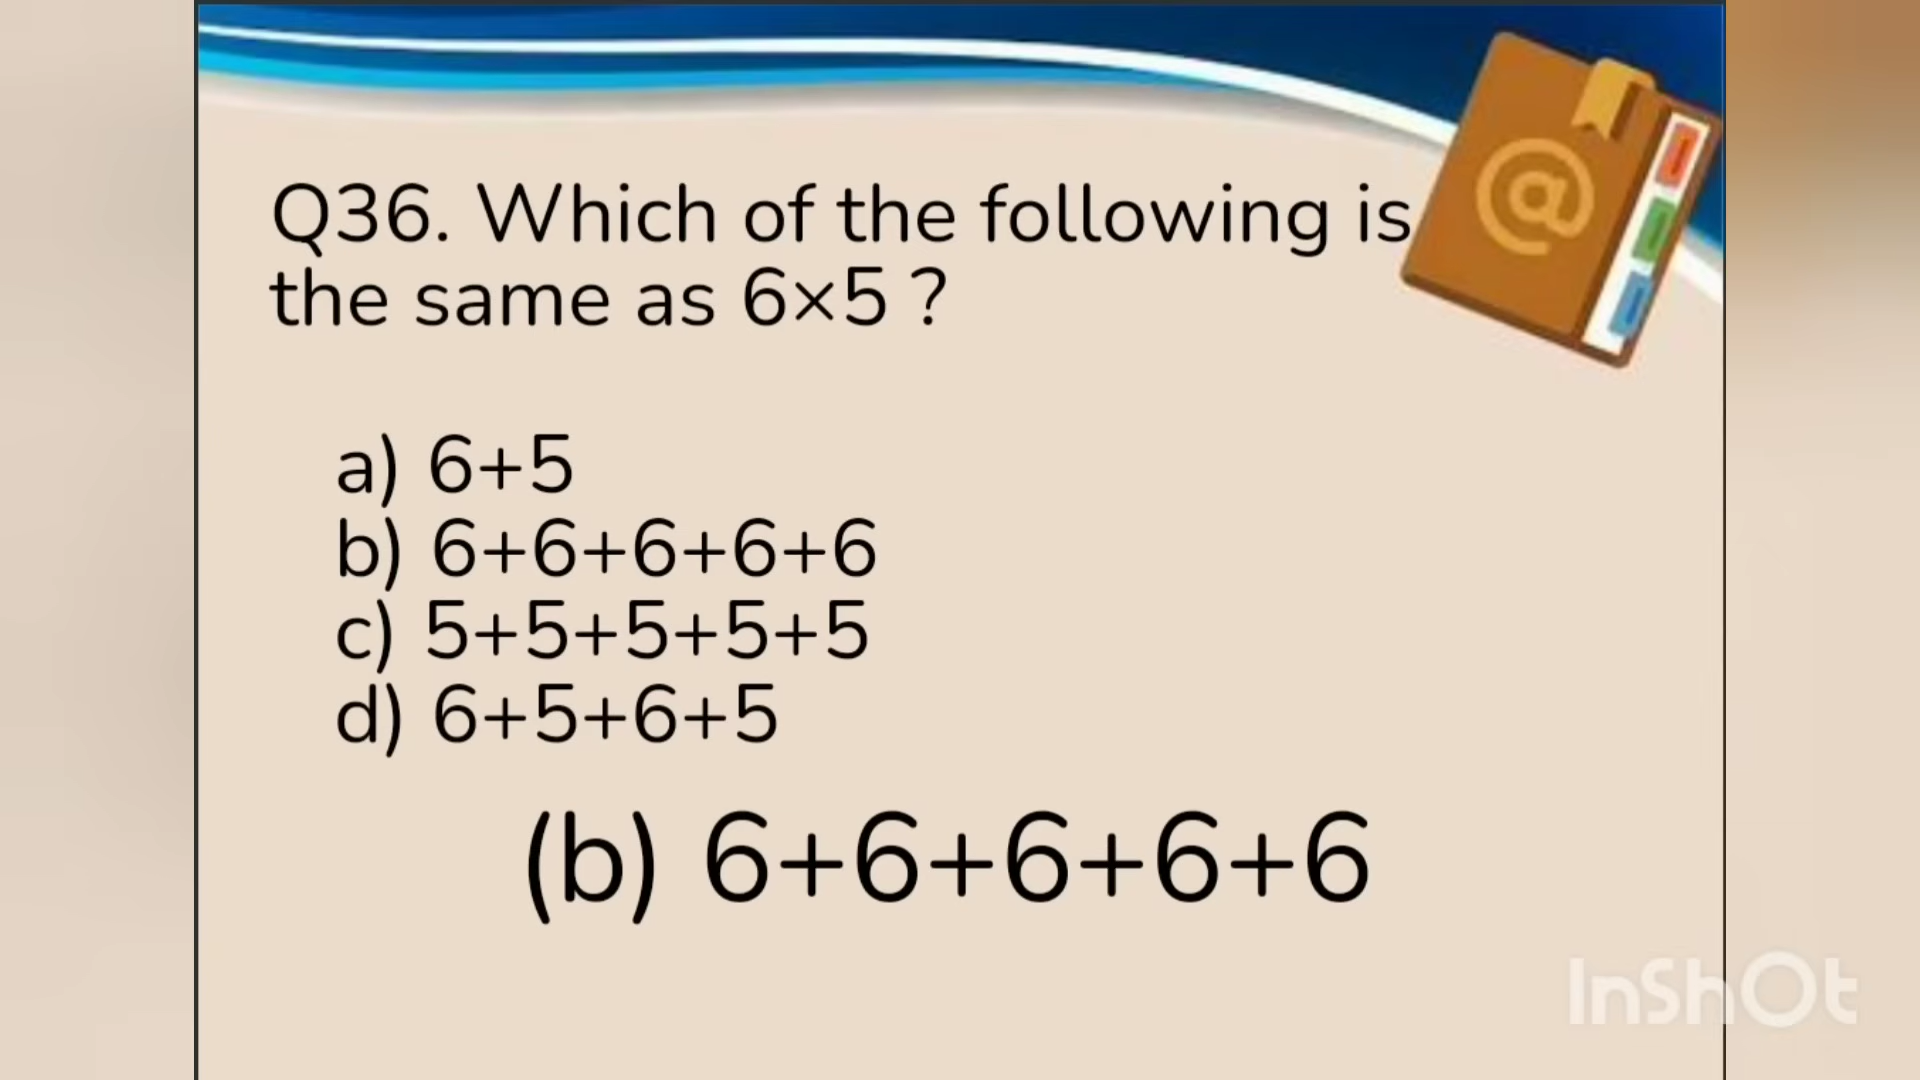 Q36. Which of the following is
the same as 6×5 ?
a) 6+5
b) 6+6+6+6+6
c) 5+5+5+5+5
d) 6+5+6+5
(b) 6+6+6+6+6
@
InShOt